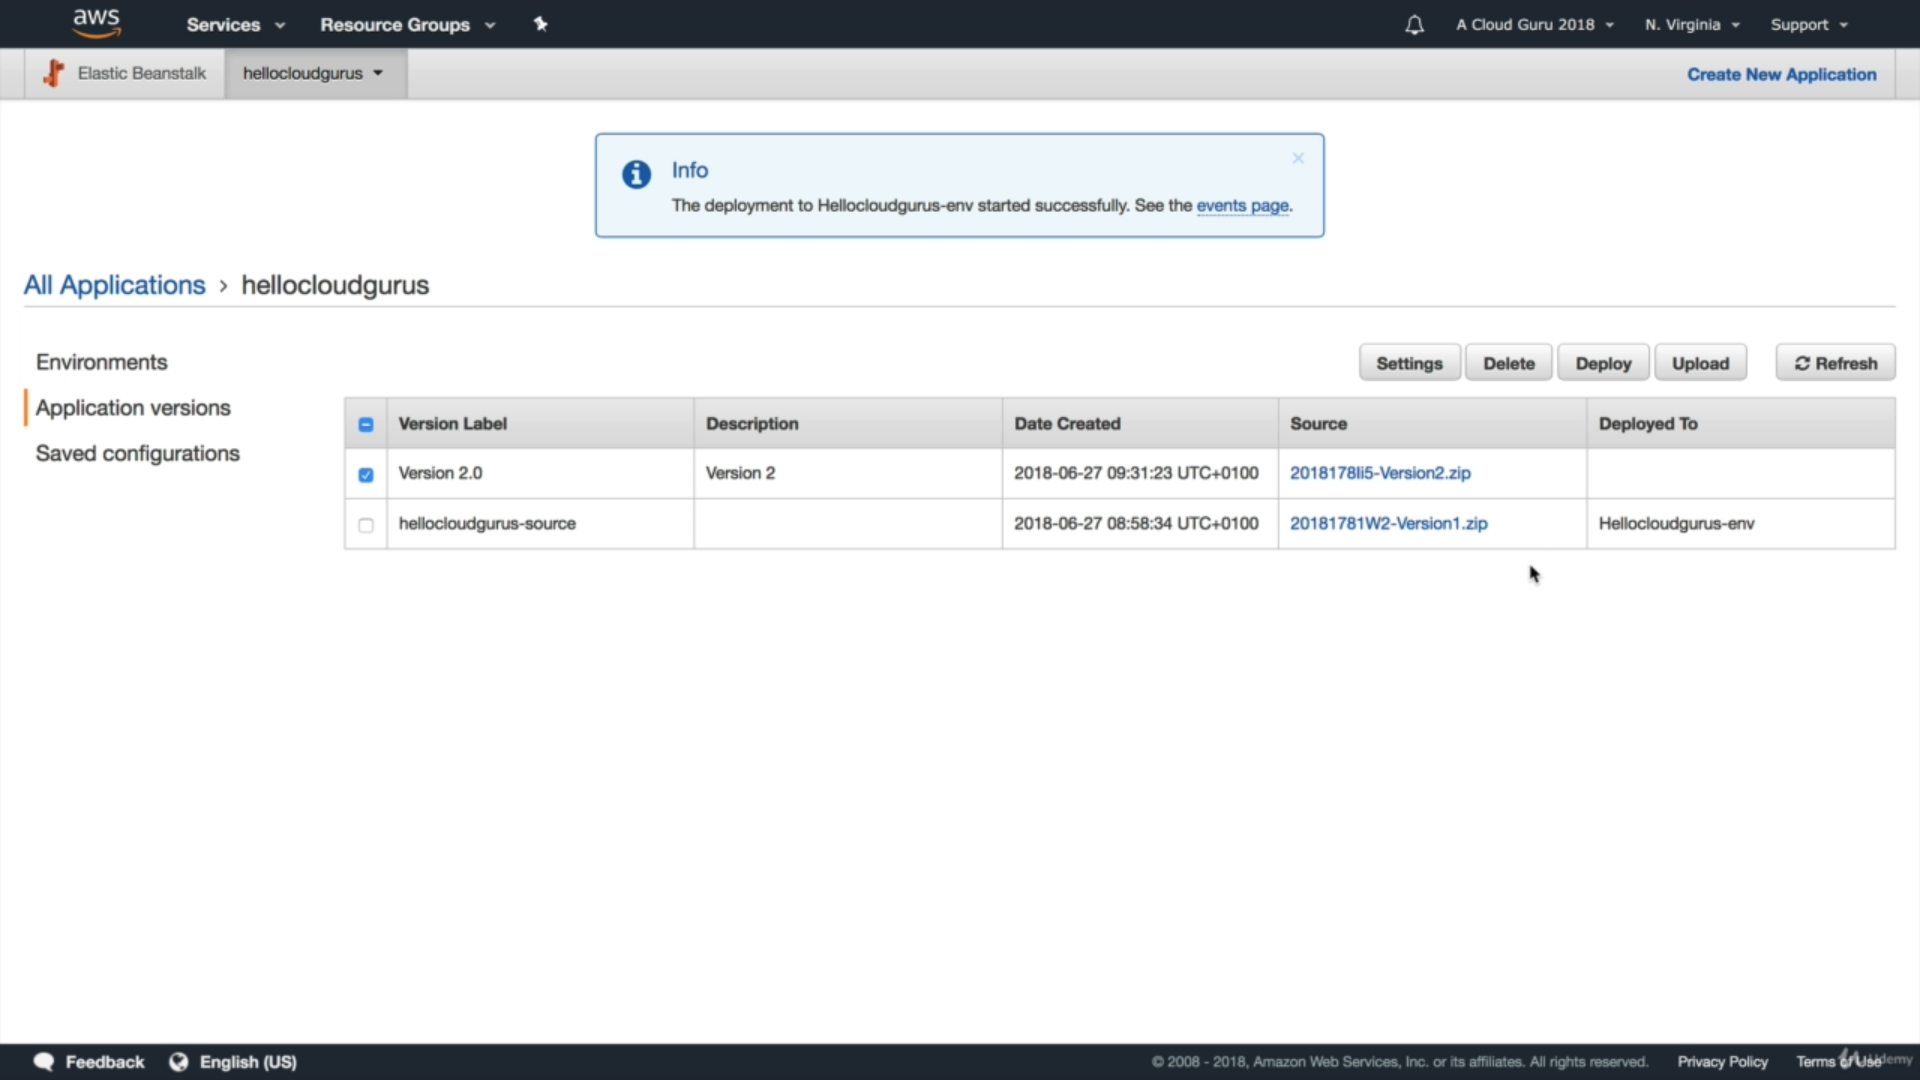 aws Services Resource Groups A Cloud Guru 2018 N. Virginia Support
Elastic Beanstalk hellocloudgurus Create New Application
Info
The deployment to Hellocloudgurus-env started successfully. See the events page.
All Applications › hellocloudgurus
Environments
Application versions
Saved configurations
Settings Delete Deploy Upload Refresh
Version Label Description Date Created Source Deployed To
Version 2.0 Version 2 2018-06-27 09:31:23 UTC+0100 2018178Ii5-Version2.zip
hellocloudgurus-source 2018-06-27 08:58:34 UTC+0100 20181781W2-Version1.zip Hellocloudgurus-env
Feedback English (US) © 2008 - 2018, Amazon Web Services, Inc. or its affiliates. All rights reserved. Privacy Policy Terms of Use